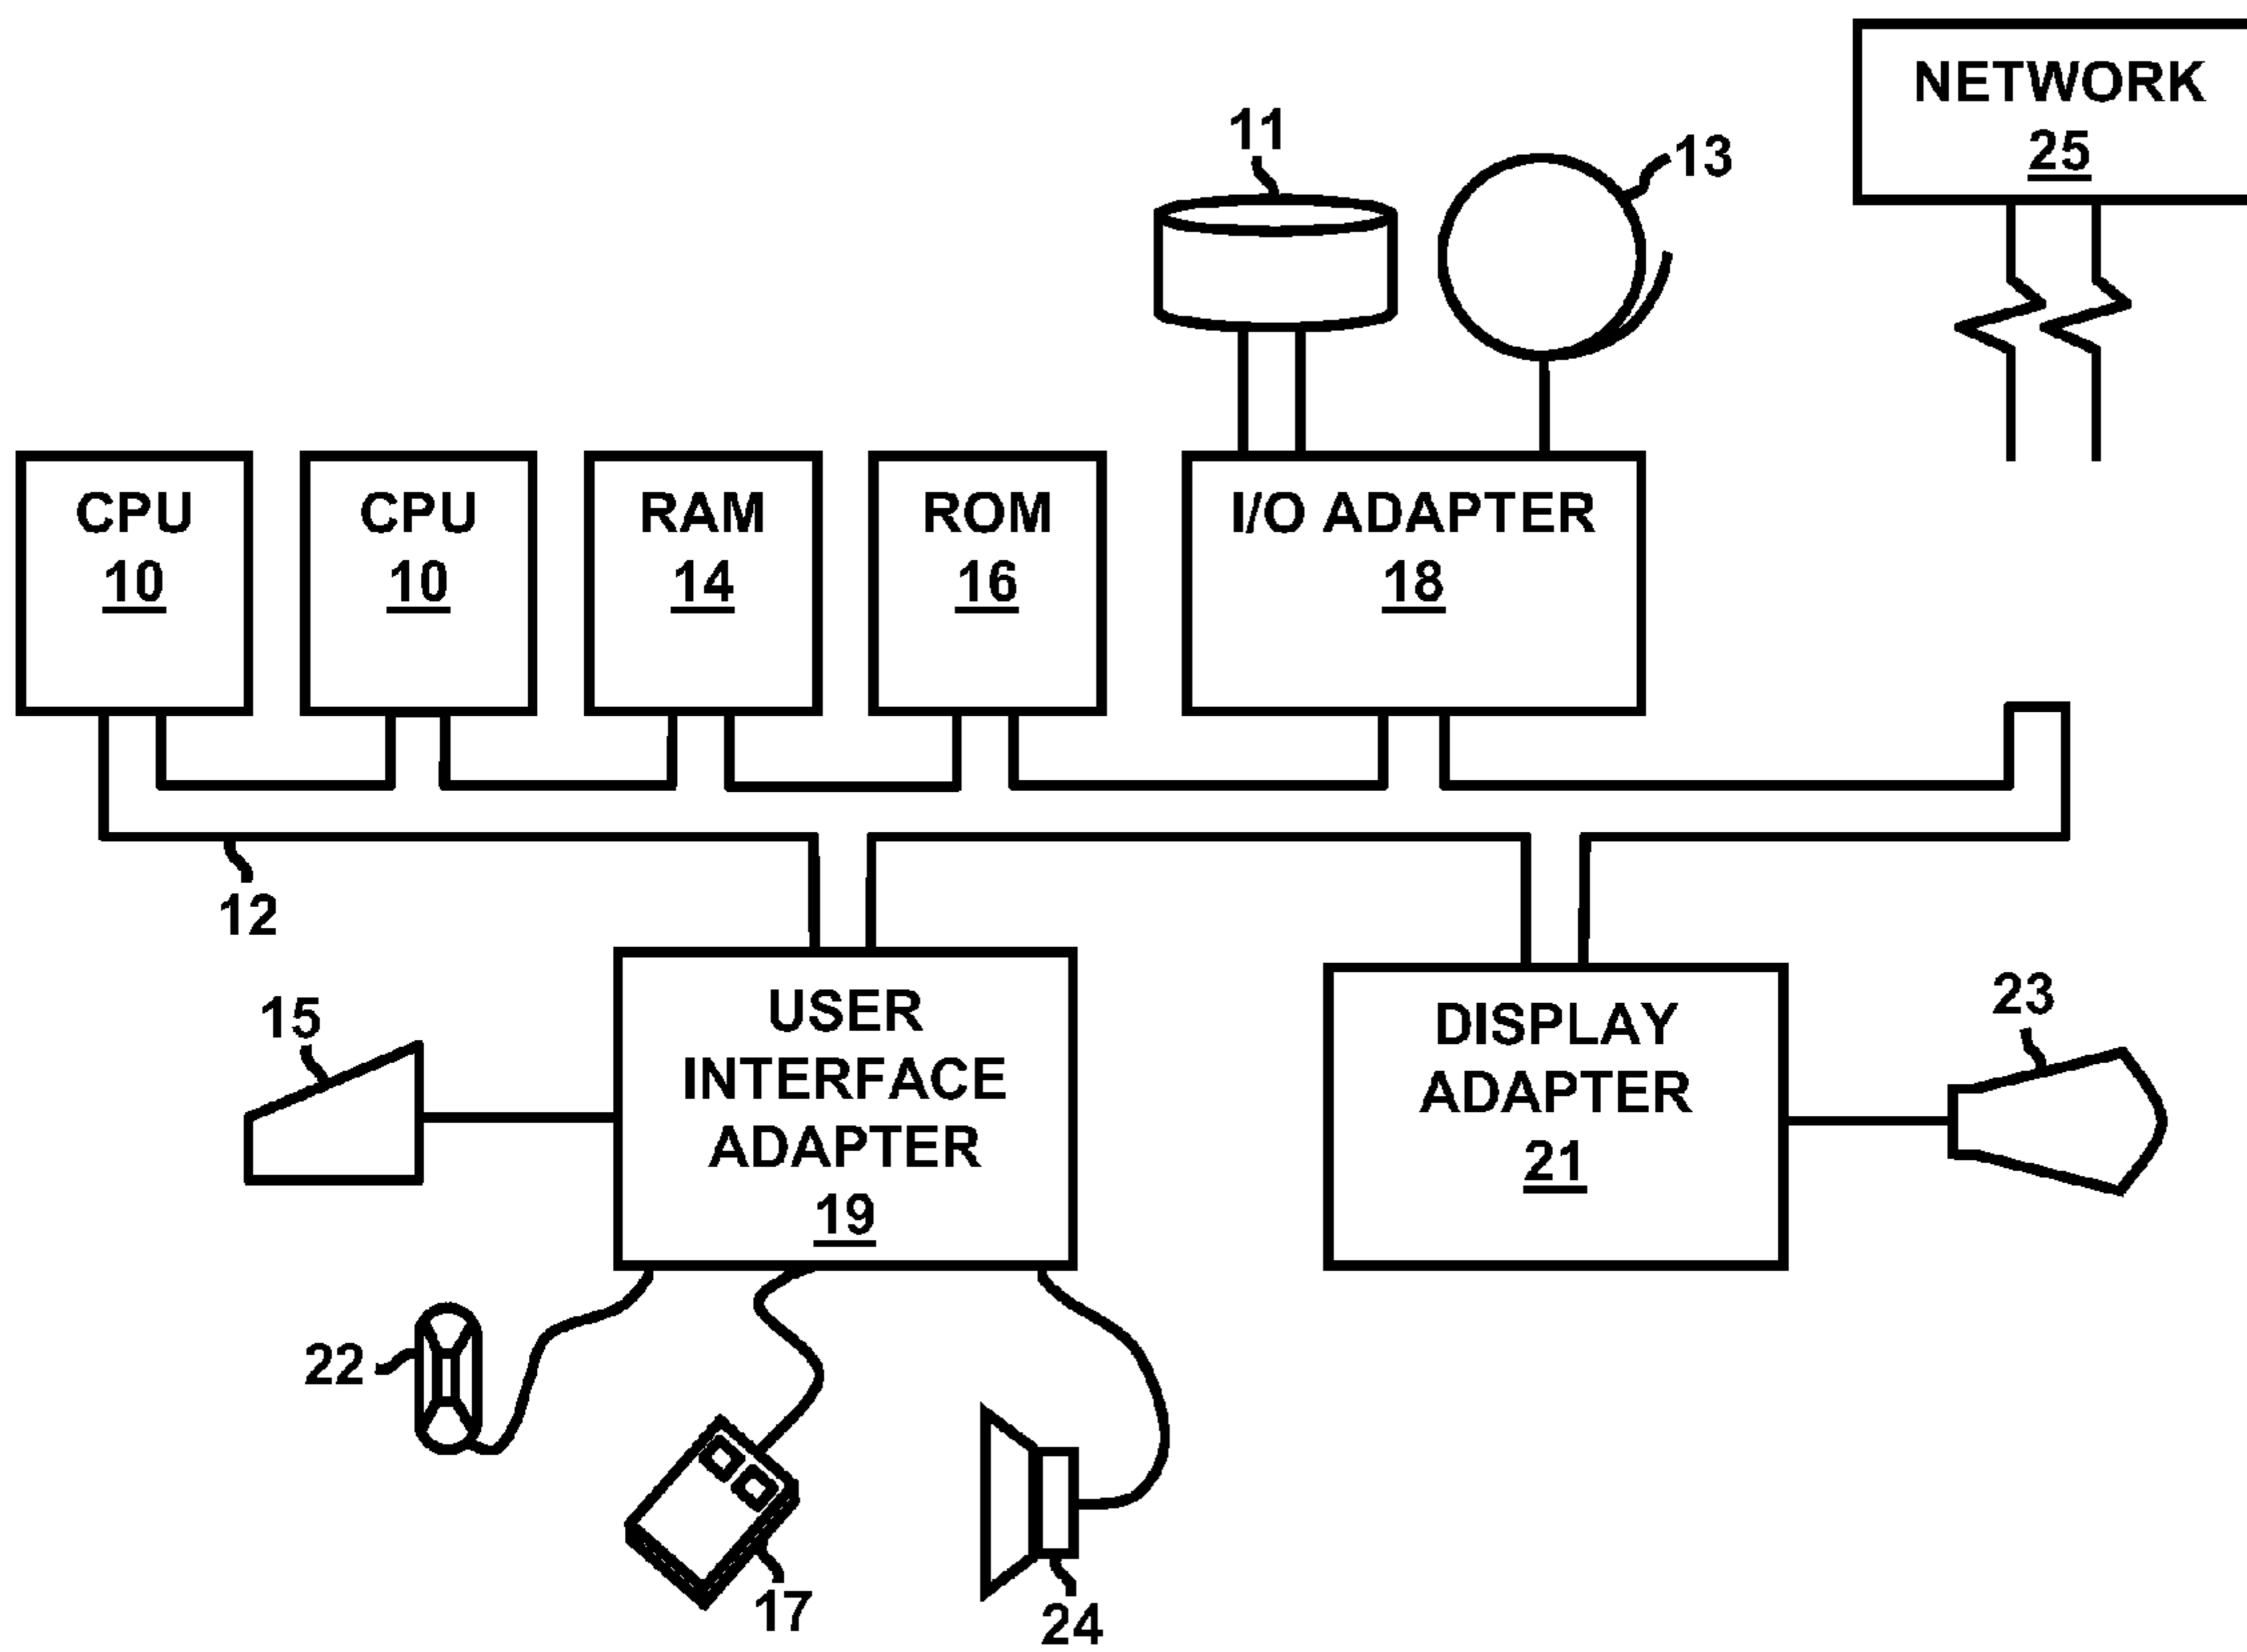 NETWORK
25
11
13
CPU
10
CPU
10
RAM
14
ROM
16
I/O ADAPTER
18
12
15
USER
INTERFACE
ADAPTER
19
DISPLAY
ADAPTER
21
23
22
17
24